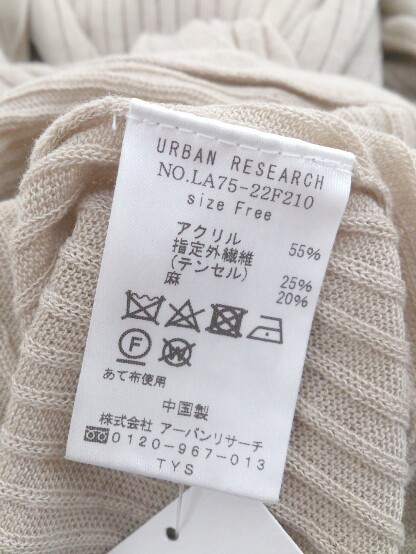 URBAN RESEARCH
NO.LA75-22F210
size Free
アクリル 55%
指定外繊維
(テンセル) 25%
麻 20%
F
W
あて布使用
中国製
株式会社 アーバンリサーチ
0120-967-013
TYS